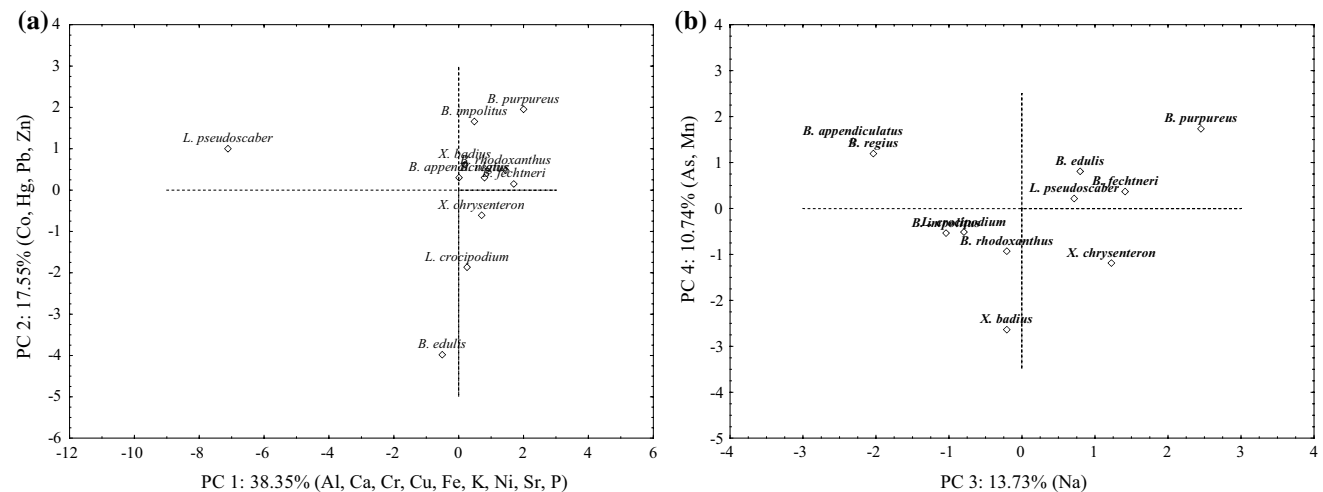 (a)
4
3
2
1
0
-1
-2
-3
-4
-5
-6
PC 2: 17.55% (Co, Hg, Pb, Zn)
B. purpureus
B. impolitus
L. pseudoscaber
X. badius
B. rhodoxanthus
B. appendiculatus
B. regius
B. fechtneri
X. chrysenteron
L. crocipodium
B. edulis
-12 -10 -8 -6 -4 -2 0 2 4 6
PC 1: 38.35% (Al, Ca, Cr, Cu, Fe, K, Ni, Sr, P)
(b)
4
3
2
1
0
-1
-2
-3
-4
-5
PC 4: 10.74% (As, Mn)
B. purpureus
B. appendiculatus
B. regius
B. edulis
B. fechtneri
L. pseudoscaber
B. impolitus
L. crocipodium
B. rhodoxanthus
X. chrysenteron
X. badius
-4 -3 -2 -1 0 1 2 3 4
PC 3: 13.73% (Na)